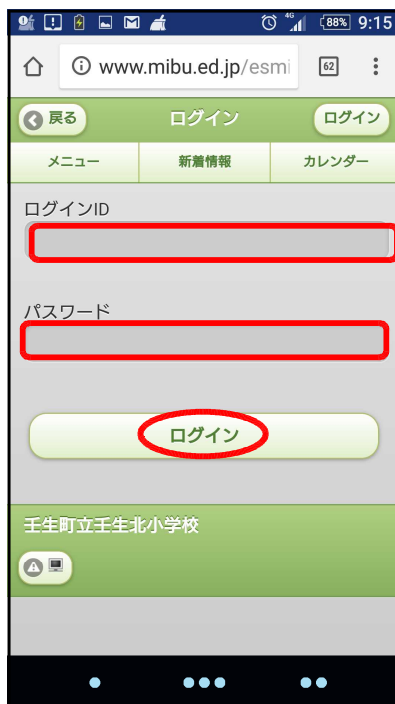 4G 88% 9:15
www.mibu.ed.jp/esmi 62
戻る ログイン ログイン
メニュー 新着情報 カレンダー
ログインID
パスワード
ログイン
壬生町立壬生北小学校